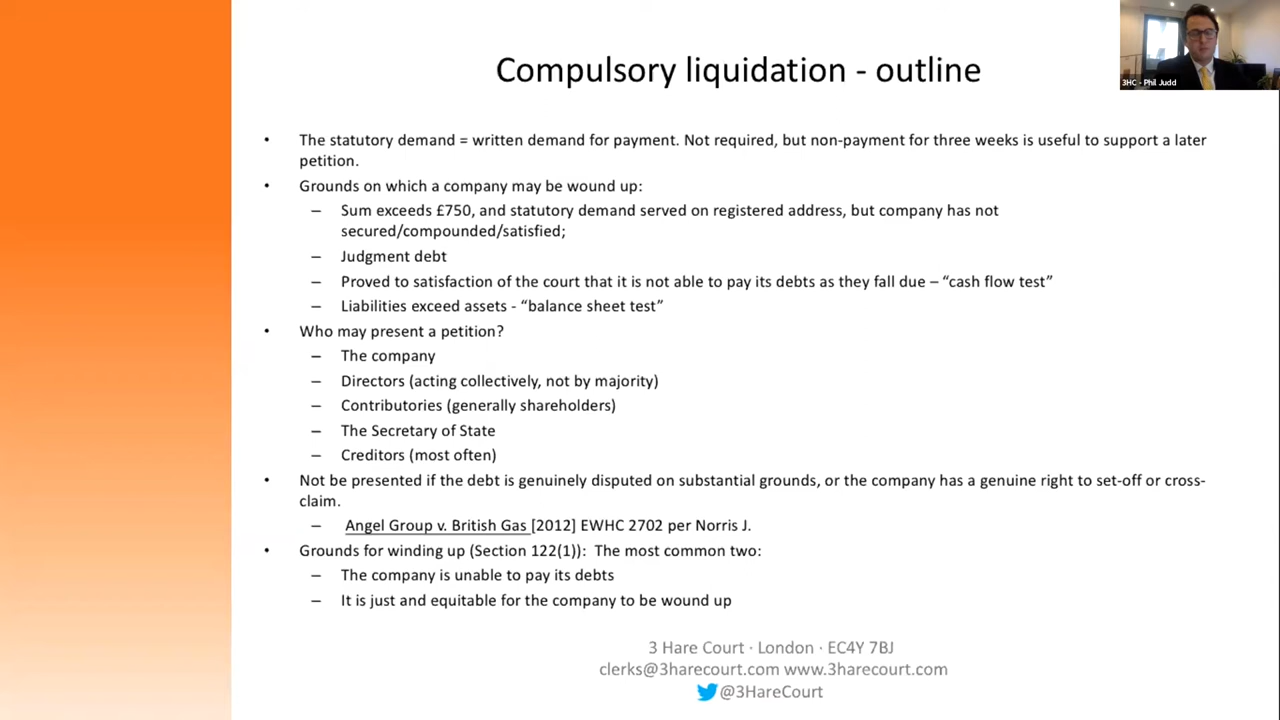 Compulsory liquidation - outline
3HC - Phil Judd
• The statutory demand = written demand for payment. Not required, but non-payment for three weeks is useful to support a later
petition.
• Grounds on which a company may be wound up:
– Sum exceeds £750, and statutory demand served on registered address, but company has not
secured/compounded/satisfied;
– Judgment debt
– Proved to satisfaction of the court that it is not able to pay its debts as they fall due – “cash flow test”
– Liabilities exceed assets - “balance sheet test”
• Who may present a petition?
– The company
– Directors (acting collectively, not by majority)
– Contributories (generally shareholders)
– The Secretary of State
– Creditors (most often)
• Not be presented if the debt is genuinely disputed on substantial grounds, or the company has a genuine right to set-off or cross-
claim.
– Angel Group v. British Gas [2012] EWHC 2702 per Norris J.
• Grounds for winding up (Section 122(1)): The most common two:
– The company is unable to pay its debts
– It is just and equitable for the company to be wound up
3 Hare Court · London · EC4Y 7BJ
clerks@3harecourt.com www.3harecourt.com
@3HareCourt